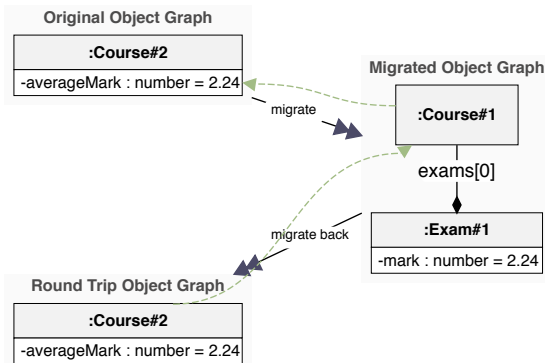 Original Object Graph
:Course#2
-averageMark : number = 2.24
migrate
Migrated Object Graph
:Course#1
exams[0]
:Exam#1
-mark : number = 2.24
migrate back
Round Trip Object Graph
:Course#2
-averageMark : number = 2.24